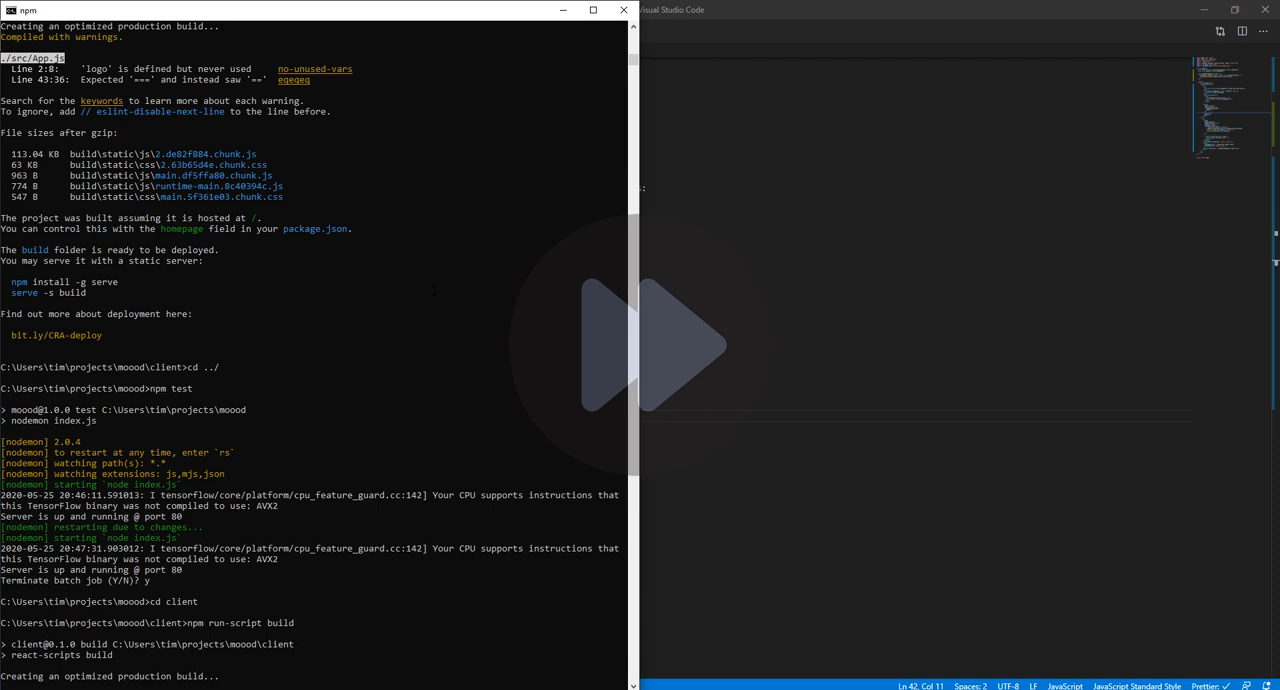 npm
Visual Studio Code
Creating an optimized production build...
Compiled with warnings.
./src/App.js
Line 2:8: 'logo' is defined but never used no-unused-vars
Line 43:36: Expected '===' and instead saw '==' eqeqeq
Search for the keywords to learn more about each warning.
To ignore, add // eslint-disable-next-line to the line before.
File sizes after gzip:
113.04 KB build\static\js\2.de82f884.chunk.js
63 KB build\static\css\2.63b65d4e.chunk.css
963 B build\static\js\main.df5ffa80.chunk.js
774 B build\static\js\runtime-main.8c40394c.js
547 B build\static\css\main.5f361e03.chunk.css
The project was built assuming it is hosted at /.
You can control this with the homepage field in your package.json.
The build folder is ready to be deployed.
You may serve it with a static server:
npm install -g serve
serve -s build
Find out more about deployment here:
bit.ly/CRA-deploy
C:\Users\tim\projects\moood\client>cd ../
C:\Users\tim\projects\moood>npm test
> moood@1.0.0 test C:\Users\tim\projects\moood
> nodemon index.js
[nodemon] 2.0.4
[nodemon] to restart at any time, enter `rs`
[nodemon] watching path(s): *.*
[nodemon] watching extensions: js,mjs,json
[nodemon] starting `node index.js`
2020-05-25 20:46:11.591013: I tensorflow/core/platform/cpu_feature_guard.cc:142] Your CPU supports instructions that
this TensorFlow binary was not compiled to use: AVX2
Server is up and running @ port 80
[nodemon] restarting due to changes...
[nodemon] starting `node index.js`
2020-05-25 20:47:31.903012: I tensorflow/core/platform/cpu_feature_guard.cc:142] Your CPU supports instructions that
this TensorFlow binary was not compiled to use: AVX2
Server is up and running @ port 80
Terminate batch job (Y/N)? y
C:\Users\tim\projects\moood>cd client
C:\Users\tim\projects\moood\client>npm run-script build
> client@0.1.0 build C:\Users\tim\projects\moood\client
> react-scripts build
Creating an optimized production build...
Ln 42, Col 11 Spaces: 2 UTF-8 LF JavaScript JavaScript Standard Style Prettier: ✓